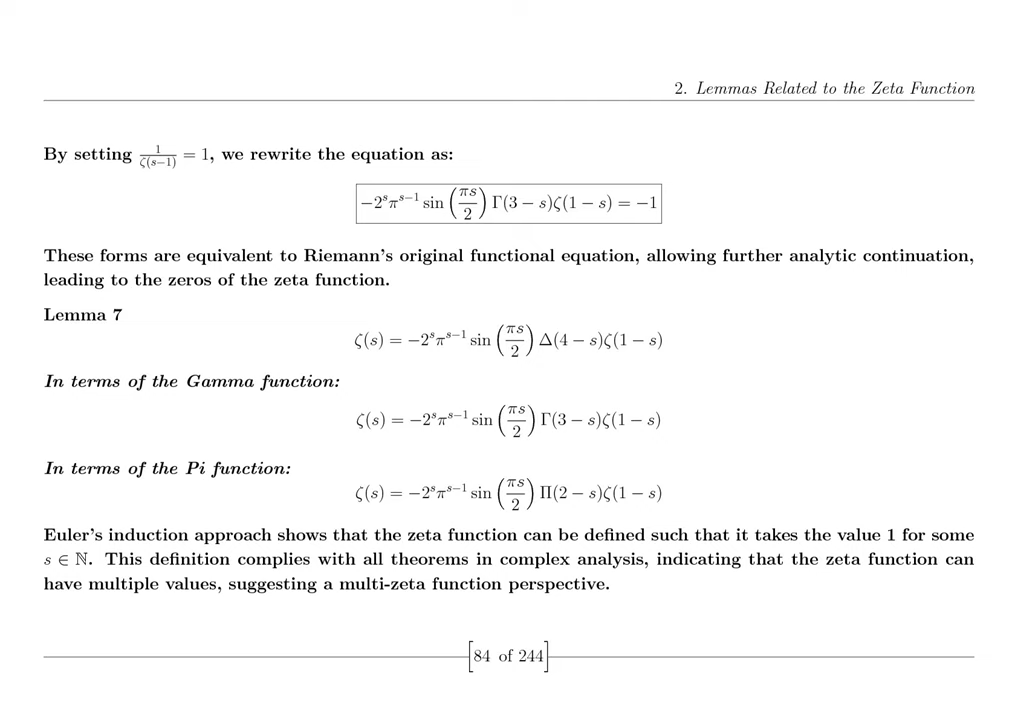 2. Lemmas Related to the Zeta Function
By setting 1/ζ(s−1) = 1, we rewrite the equation as:
−2^s π^{s−1} sin (πs/2) Γ(3 − s)ζ(1 − s) = −1
These forms are equivalent to Riemann's original functional equation, allowing further analytic continuation,
leading to the zeros of the zeta function.
Lemma 7
ζ(s) = −2^s π^{s−1} sin (πs/2) Δ(4 − s)ζ(1 − s)
In terms of the Gamma function:
ζ(s) = −2^s π^{s−1} sin (πs/2) Γ(3 − s)ζ(1 − s)
In terms of the Pi function:
ζ(s) = −2^s π^{s−1} sin (πs/2) Π(2 − s)ζ(1 − s)
Euler's induction approach shows that the zeta function can be defined such that it takes the value 1 for some
s ∈ ℕ. This definition complies with all theorems in complex analysis, indicating that the zeta function can
have multiple values, suggesting a multi-zeta function perspective.
[84 of 244]